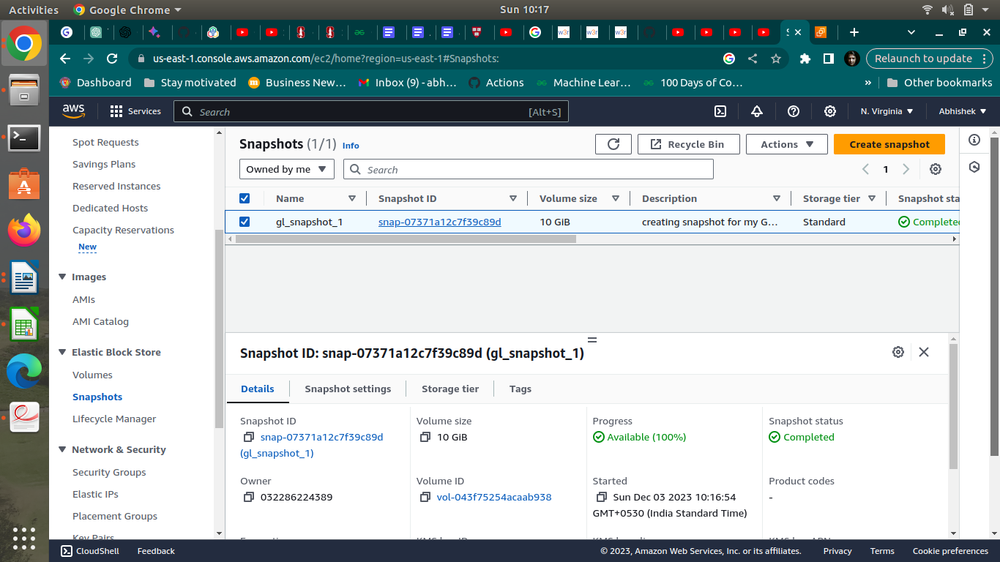 Activities Google Chrome Sun 10:17
us-east-1.console.aws.amazon.com/ec2/home?region=us-east-1#Snapshots: Relaunch to update
Dashboard Stay motivated Business New... Inbox (9) - abh... Actions Machine Lear... 100 Days of Co... » Other bookmarks
aws Services Search [Alt+S] N. Virginia Abhishek
Spot Requests
Savings Plans
Reserved Instances
Dedicated Hosts
Capacity Reservations
New
Images
AMIs
AMI Catalog
Elastic Block Store
Volumes
Snapshots
Lifecycle Manager
Network & Security
Security Groups
Elastic IPs
Placement Groups
Key Pairs
Snapshots (1/1) Info Recycle Bin Actions Create snapshot
Owned by me Search 1
Name Snapshot ID Volume size Description Storage tier Snapshot sta
gl_snapshot_1 snap-07371a12c7f39c89d 10 GiB creating snapshot for my G... Standard Completed
Snapshot ID: snap-07371a12c7f39c89d (gl_snapshot_1)
Details Snapshot settings Storage tier Tags
Snapshot ID Volume size Progress Snapshot status
snap-07371a12c7f39c89d 10 GiB Available (100%) Completed
(gl_snapshot_1)
Owner Volume ID Started Product codes
032286224389 vol-043f75254acaab938 Sun Dec 03 2023 10:16:54 -
GMT+0530 (India Standard Time)
CloudShell Feedback © 2023, Amazon Web Services, Inc. or its affiliates. Privacy Terms Cookie preferences